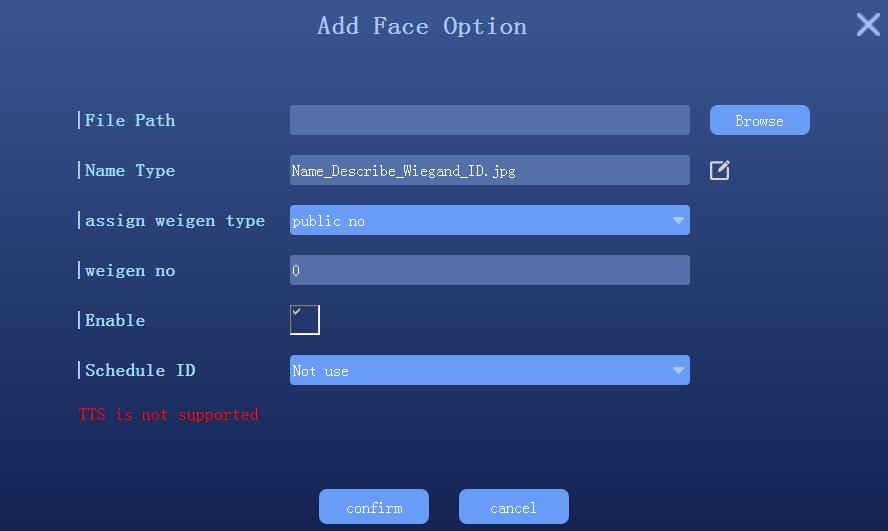 Add Face Option
File Path
Browse
Name Type
Name_Describe_Wiegand_ID.jpg
assign weigen type
public no
weigen no
0
Enable
Schedule ID
Not use
TTS is not supported
confirm
cancel